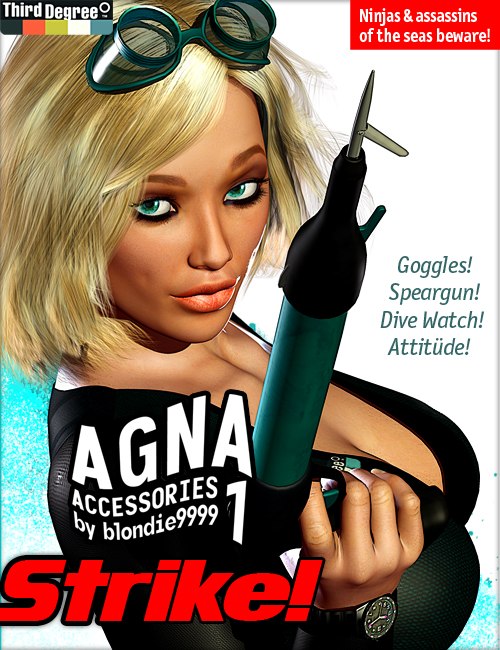 Third Degree
TM
Ninjas & assassins
of the seas beware!
Goggles!
Speargun!
Dive Watch!
Attitüde!
AGNA
ACCESSORIES 1
by blondie9999
Strike!